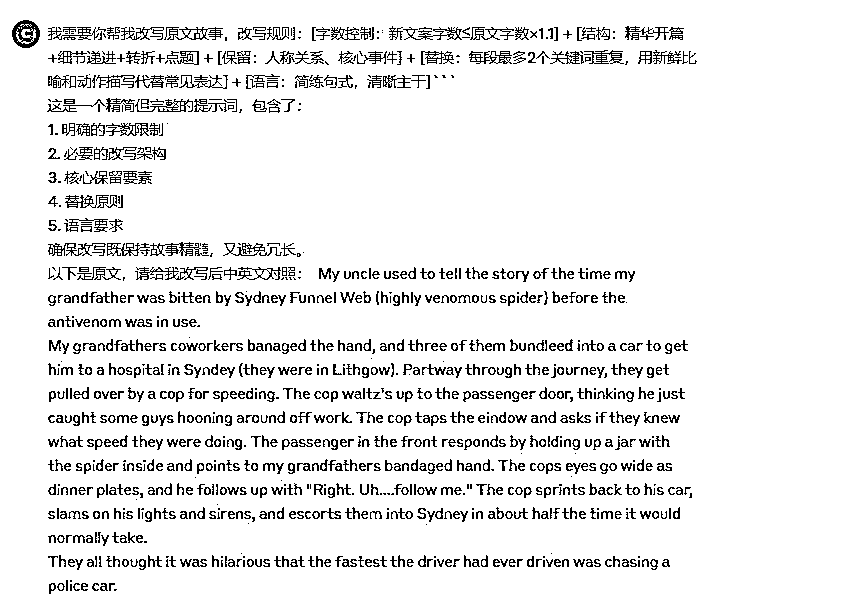 我需要你帮我改写原文故事，改写规则：[字数控制：新文案字数≤原文字数×1.1] + [结构：精华开篇
+细节递进+转折+点题] + [保留：人称关系、核心事件] + [替换：每段最多2个关键词重复，用新鲜比
喻和动作描写代替常见表达] + [语言：简练句式，清晰主干]```
这是一个精简但完整的提示词，包含了：
1. 明确的字数限制
2. 必要的改写架构
3. 核心保留要素
4. 替换原则
5. 语言要求
确保改写既保持故事精髓，又避免冗长。
以下是原文，请给我改写后中英文对照： My uncle used to tell the story of the time my
grandfather was bitten by Sydney Funnel Web (highly venomous spider) before the
antivenom was in use.
My grandfathers coworkers banaged the hand, and three of them bundleed into a car to get
him to a hospital in Syndey (they were in Lithgow). Partway through the journey, they get
pulled over by a cop for speeding. The cop waltz's up to the passenger door, thinking he just
caught some guys hooning around off work. The cop taps the eindow and asks if they knew
what speed they were doing. The passenger in the front responds by holding up a jar with
the spider inside and points to my grandfathers bandaged hand. The cops eyes go wide as
dinner plates, and he follows up with "Right. Uh....follow me." The cop sprints back to his car,
slams on his lights and sirens, and escorts them into Sydney in about half the time it would
normally take.
They all thought it was hilarious that the fastest the driver had ever driven was chasing a
police car.